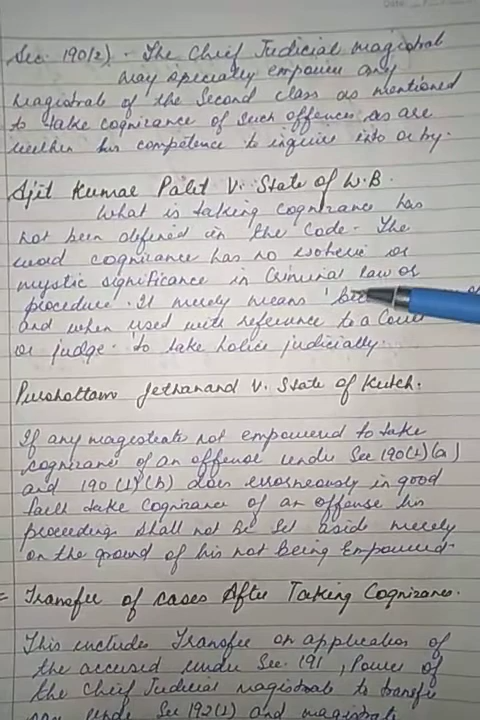 Sec. 190(2) - The Chief Judicial magistrate
may specially empower any
magistrate of the second class as mentioned
to take cognizance of such offences as are
within his competence to inquire into or try.
Ajit Kumar Palit V. State of W.B.
What is taking cognizance has
not been defined in the Code. The
word cognizance has no esoteric or
mystic significance in Criminal law or
procedure. It merely means
and when used with reference to a Court
or judge. to take notice judicially.
Purshottam Jethanand V. State of Kutch.
If any magistrate not empowered to take
cognizance of an offense under Sec 190(1)(a)
and 190(1)(b) does erroneously in good
faith take cognizance of an offense his
proceeding shall not be set aside merely
on the ground of his not being Empowered.
= Transfer of cases After Taking Cognizance.
This includes Transfer on application of
the accused under Sec. 191, Power of
the Chief Judicial magistrate to transfer
under Sec 192(1) and magistrate